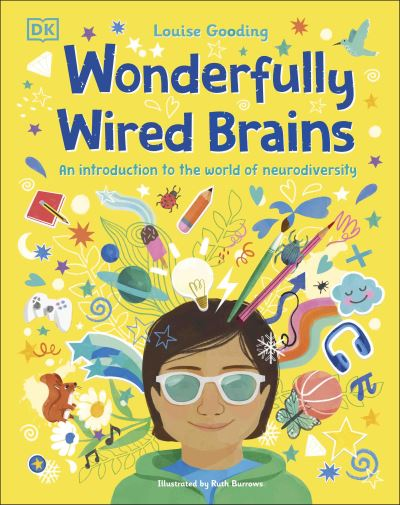 DK
Louise Gooding
Wonderfully
Wired Brains
An introduction to the world of neurodiversity
π
Illustrated by Ruth Burrows